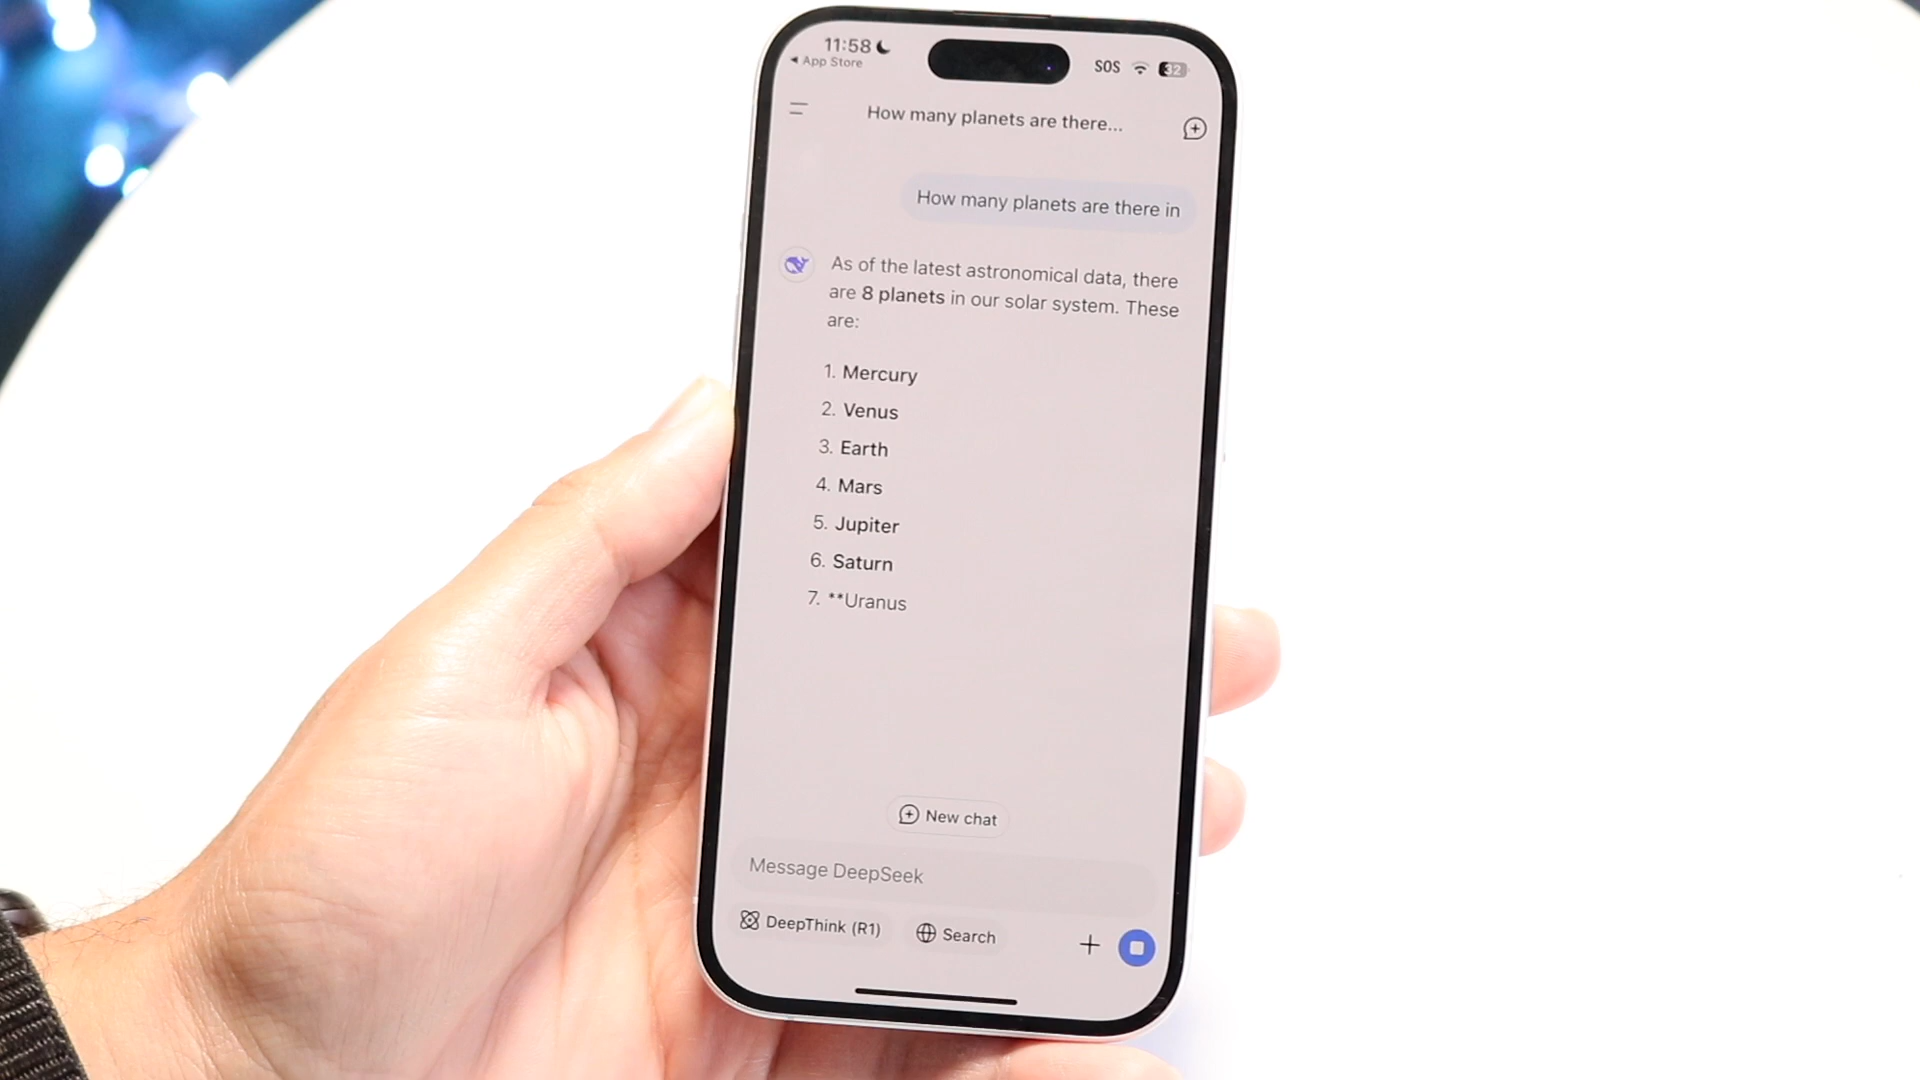 11:58
◀ App Store
SOS
32
How many planets are there...
How many planets are there in
As of the latest astronomical data, there
are 8 planets in our solar system. These
are:
1. Mercury
2. Venus
3. Earth
4. Mars
5. Jupiter
6. Saturn
7. **Uranus
New chat
Message DeepSeek
DeepThink (R1)
Search